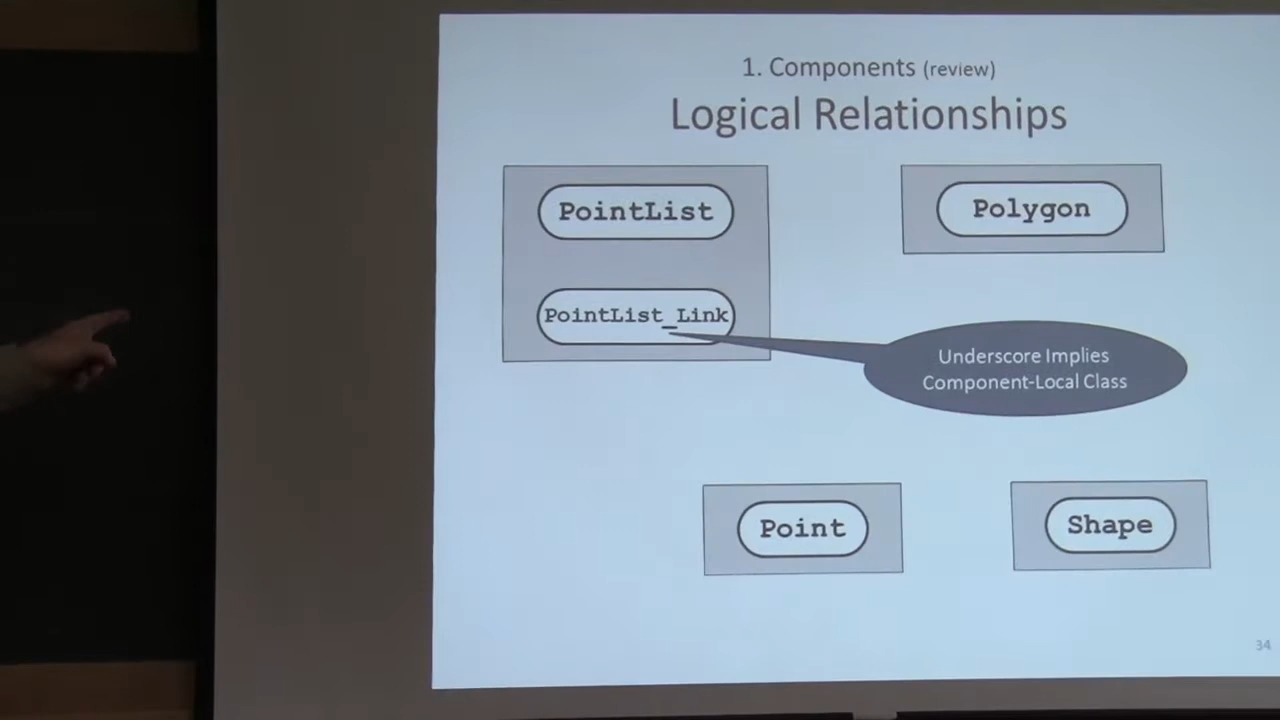 1. Components (review)
Logical Relationships
PointList
Polygon
PointList_Link
Underscore Implies
Component-Local Class
Point
Shape
34